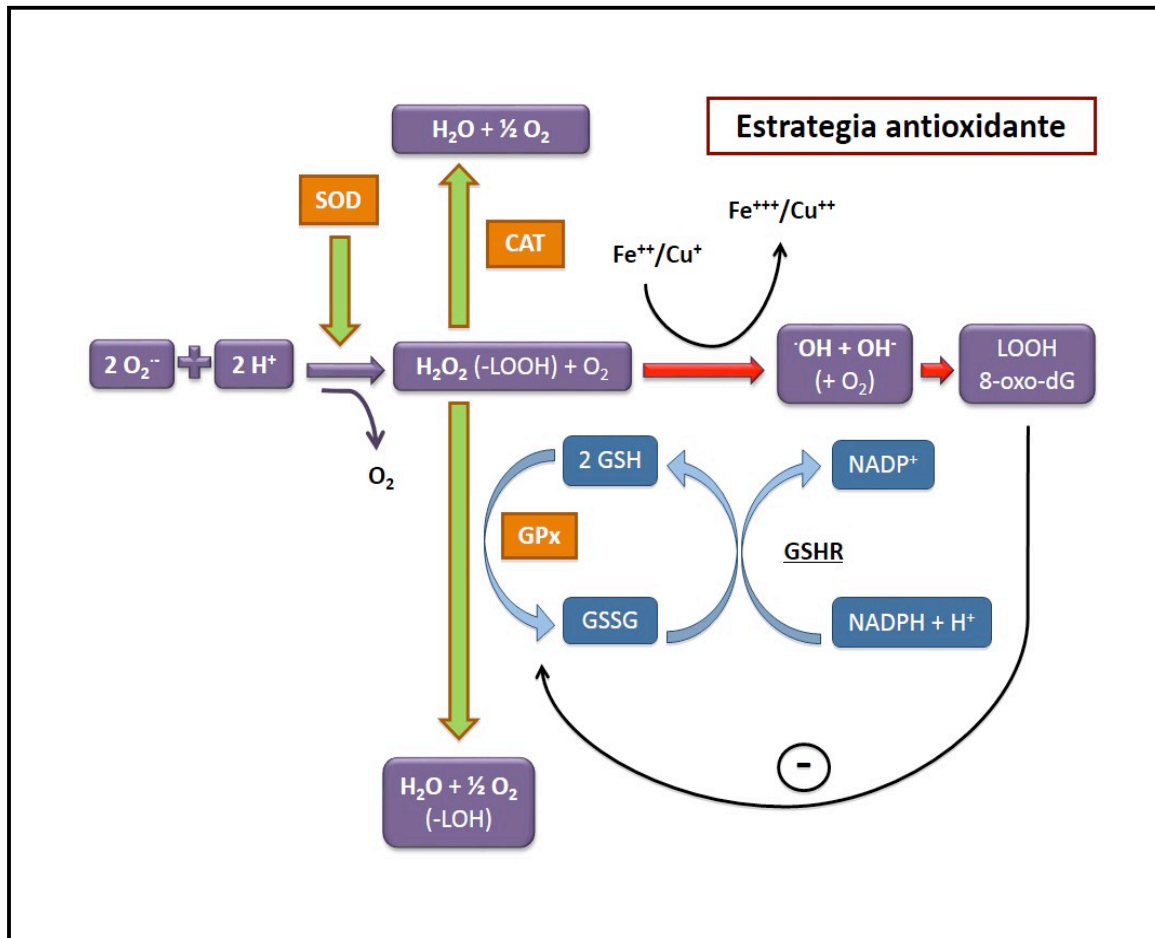 Estrategia antioxidante
H₂O + ½ O₂
SOD
CAT
Fe⁺⁺/Cu⁺
Fe⁺⁺⁺/Cu⁺⁺
2 O₂·⁻
+
2 H⁺
H₂O₂ (-LOOH) + O₂
·OH + OH⁻
(+ O₂)
LOOH
8-oxo-dG
O₂
2 GSH
NADP⁺
GPx
GSHR
GSSG
NADPH + H⁺
-
H₂O + ½ O₂
(-LOH)